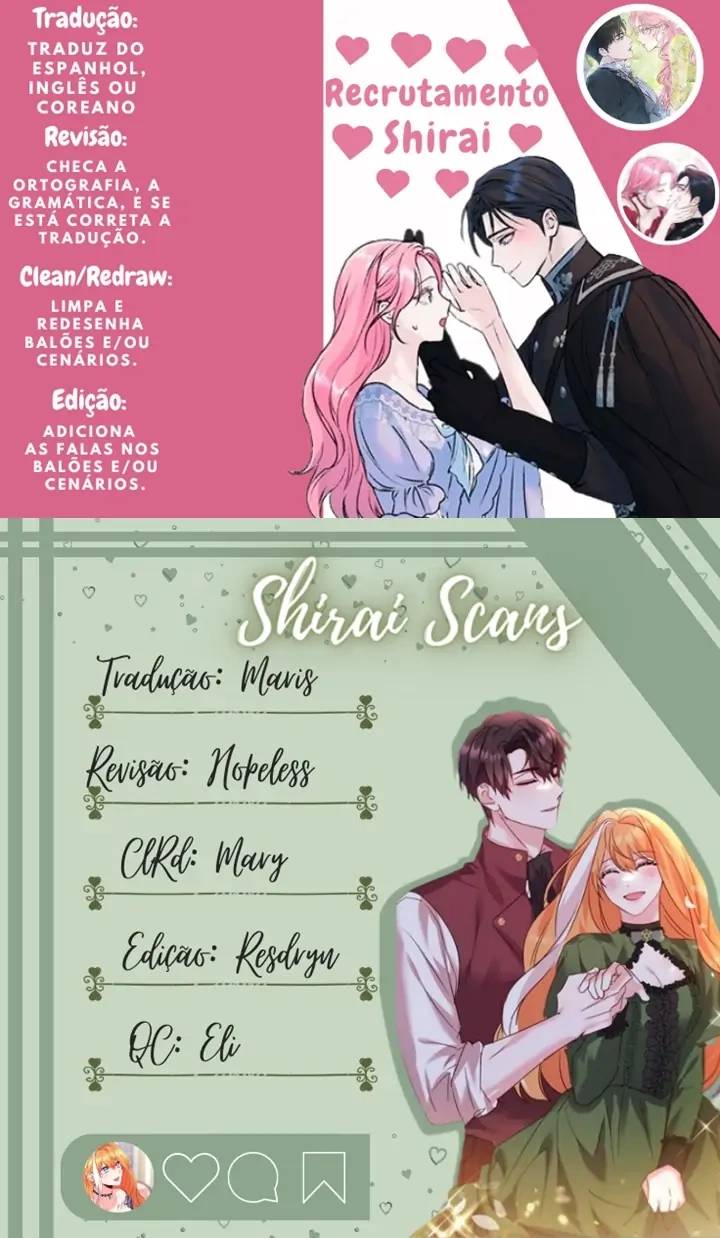 Tradução:
TRADUZ DO
ESPANHOL,
INGLÊS OU
COREANO
Revisão:
CHECA A
ORTOGRAFIA, A
GRAMÁTICA, E SE
ESTÁ CORRETA A
TRADUÇÃO.
Clean/Redraw:
LIMPA E
REDESENHA
BALÕES E/OU
CENÁRIOS.
Edição:
ADICIONA
AS FALAS NOS
BALÕES E/OU
CENÁRIOS.
Recrutamento
Shirai
Shirai Scans
Tradução: Maris
Revisão: Hopeless
ClRd: Mary
Edição: Resdryn
QC: Eli